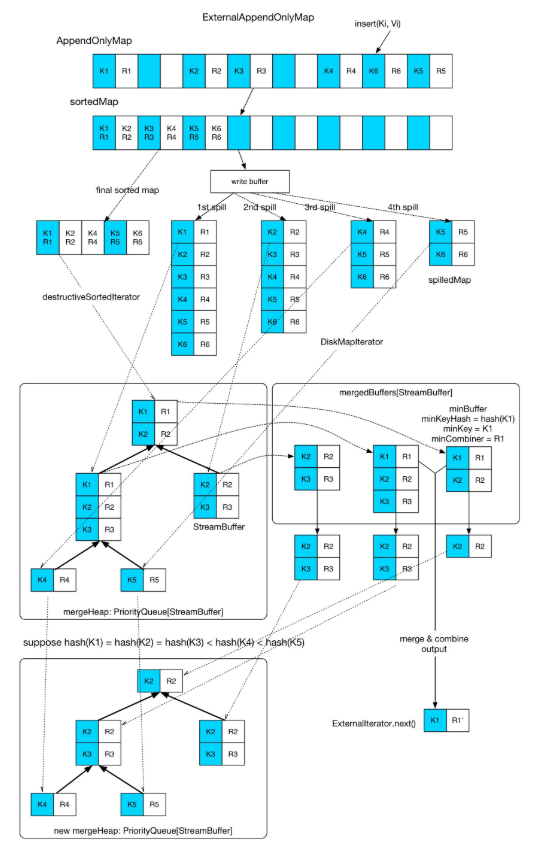 ExternalAppendOnlyMap
insert(Ki, Vi)
AppendOnlyMap
K1 R1 K2 R2 K3 R3 K4 R4 K6 R6 K5 R5
sortedMap
K1 K2 K3 K4 K5 K6
R1 R2 R3 R4 R5 R6
write buffer
final sorted map
1st spill 2nd spill 3rd spill 4th spill
K1 K2 K4 K5 K6
R1 R2 R4 R5 R6
K1 R1 K2 R2 K4 R4 K5 R5
K2 R2 K3 R3 K5 R5 K6 R6
K3 R3 K4 R4 K6 R6
K4 R4 K5 R5
K5 R5 K6 R6
K6 R6
spilledMap
destructiveSortedIterator
DiskMapIterator
mergedBuffers[StreamBuffer]
minBuffer
minKeyHash = hash(K1)
minKey = K1
minCombiner = R1
K1 R1
K2 R2
K1 R1 K2 R2
K2 R2 K3 R3
K3 R3
StreamBuffer
K4 R4 K5 R5
mergeHeap: PriorityQueue[StreamBuffer]
K2 R2 K1 R1 K1 R1
K3 R3 K2 R2 K2 R2
K3 R3
K2 R2 K2 R2 K2 R2
K3 R3 K3 R3
suppose hash(K1) = hash(K2) = hash(K3) < hash(K4) < hash(K5)
merge & combine
output
ExternalIterator.next()
K1 R1'
K2 R2
K2 R2 K2 R2
K3 R3 K3 R3
K4 R4 K5 R5
new mergeHeap: PriorityQueue[StreamBuffer]